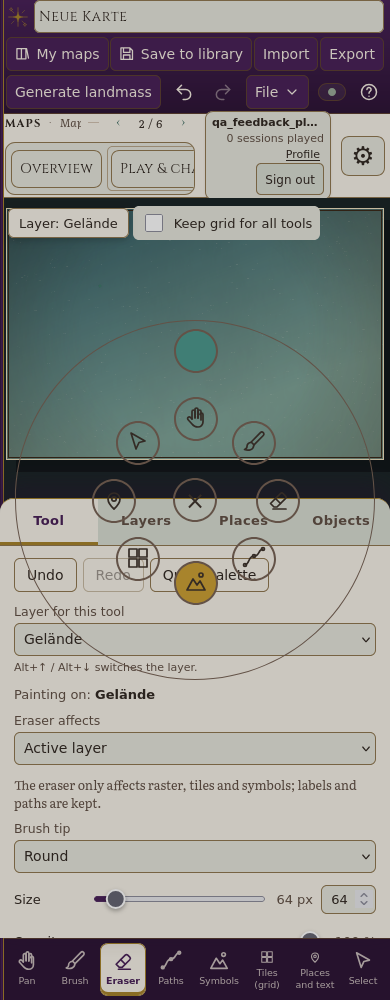 Neue Karte
My maps
Save to library
Import
Export
Generate landmass
File
MAPS · Map —
2 / 6
qa_feedback_pl…
0 sessions played
Profile
Sign out
Overview
Play & Cha
Layer: Gelände
Keep grid for all tools
Tool
Layers
Places
Objects
Undo
Redo
Layer for this tool
Gelände
Alt+↑ / Alt+↓ switches the layer.
Painting on: Gelände
Eraser affects
Active layer
The eraser only affects raster, tiles and symbols; labels and
paths are kept.
Brush tip
Round
Size
64 px
64
Pan
Brush
Eraser
Paths
Symbols
Tiles
(grid)
Places
and text
Select